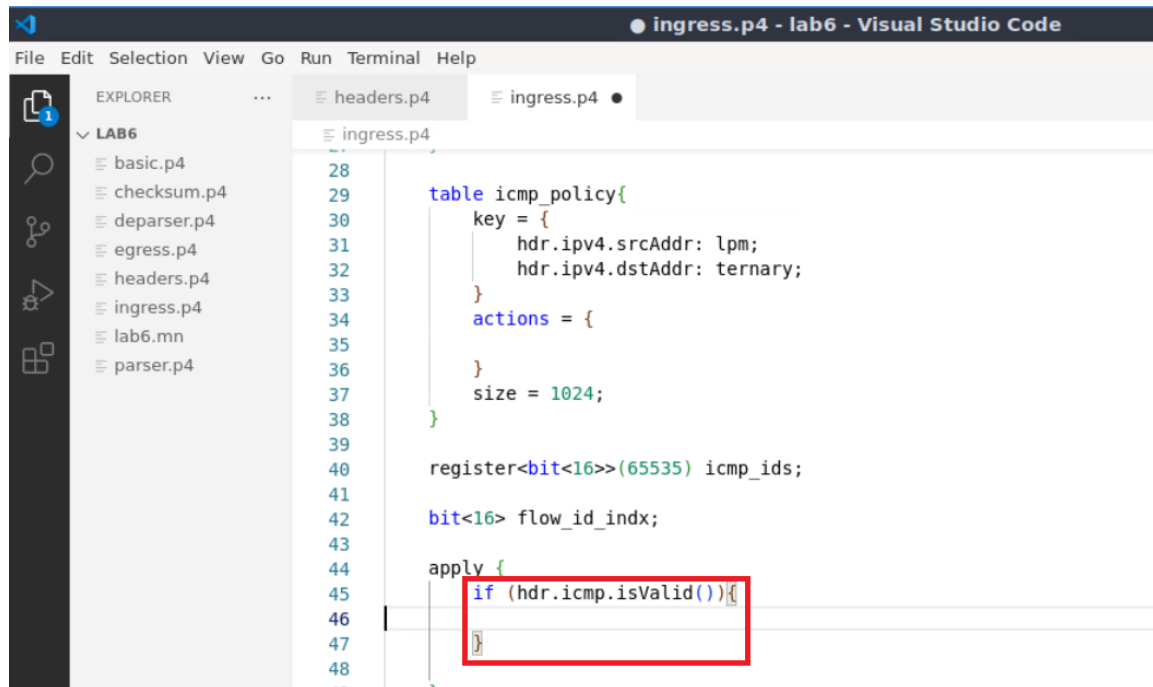 ● ingress.p4 - lab6 - Visual Studio Code
File Edit Selection View Go Run Terminal Help
1
EXPLORER ...
LAB6
basic.p4
checksum.p4
deparser.p4
egress.p4
headers.p4
ingress.p4
lab6.mn
parser.p4
headers.p4 ingress.p4 ●
ingress.p4
28
29 table icmp_policy{
30 key = {
31 hdr.ipv4.srcAddr: lpm;
32 hdr.ipv4.dstAddr: ternary;
33 }
34 actions = {
35
36 }
37 size = 1024;
38 }
39
40 register<bit<16>>(65535) icmp_ids;
41
42 bit<16> flow_id_indx;
43
44 apply {
45 if (hdr.icmp.isValid()){
46
47 }
48